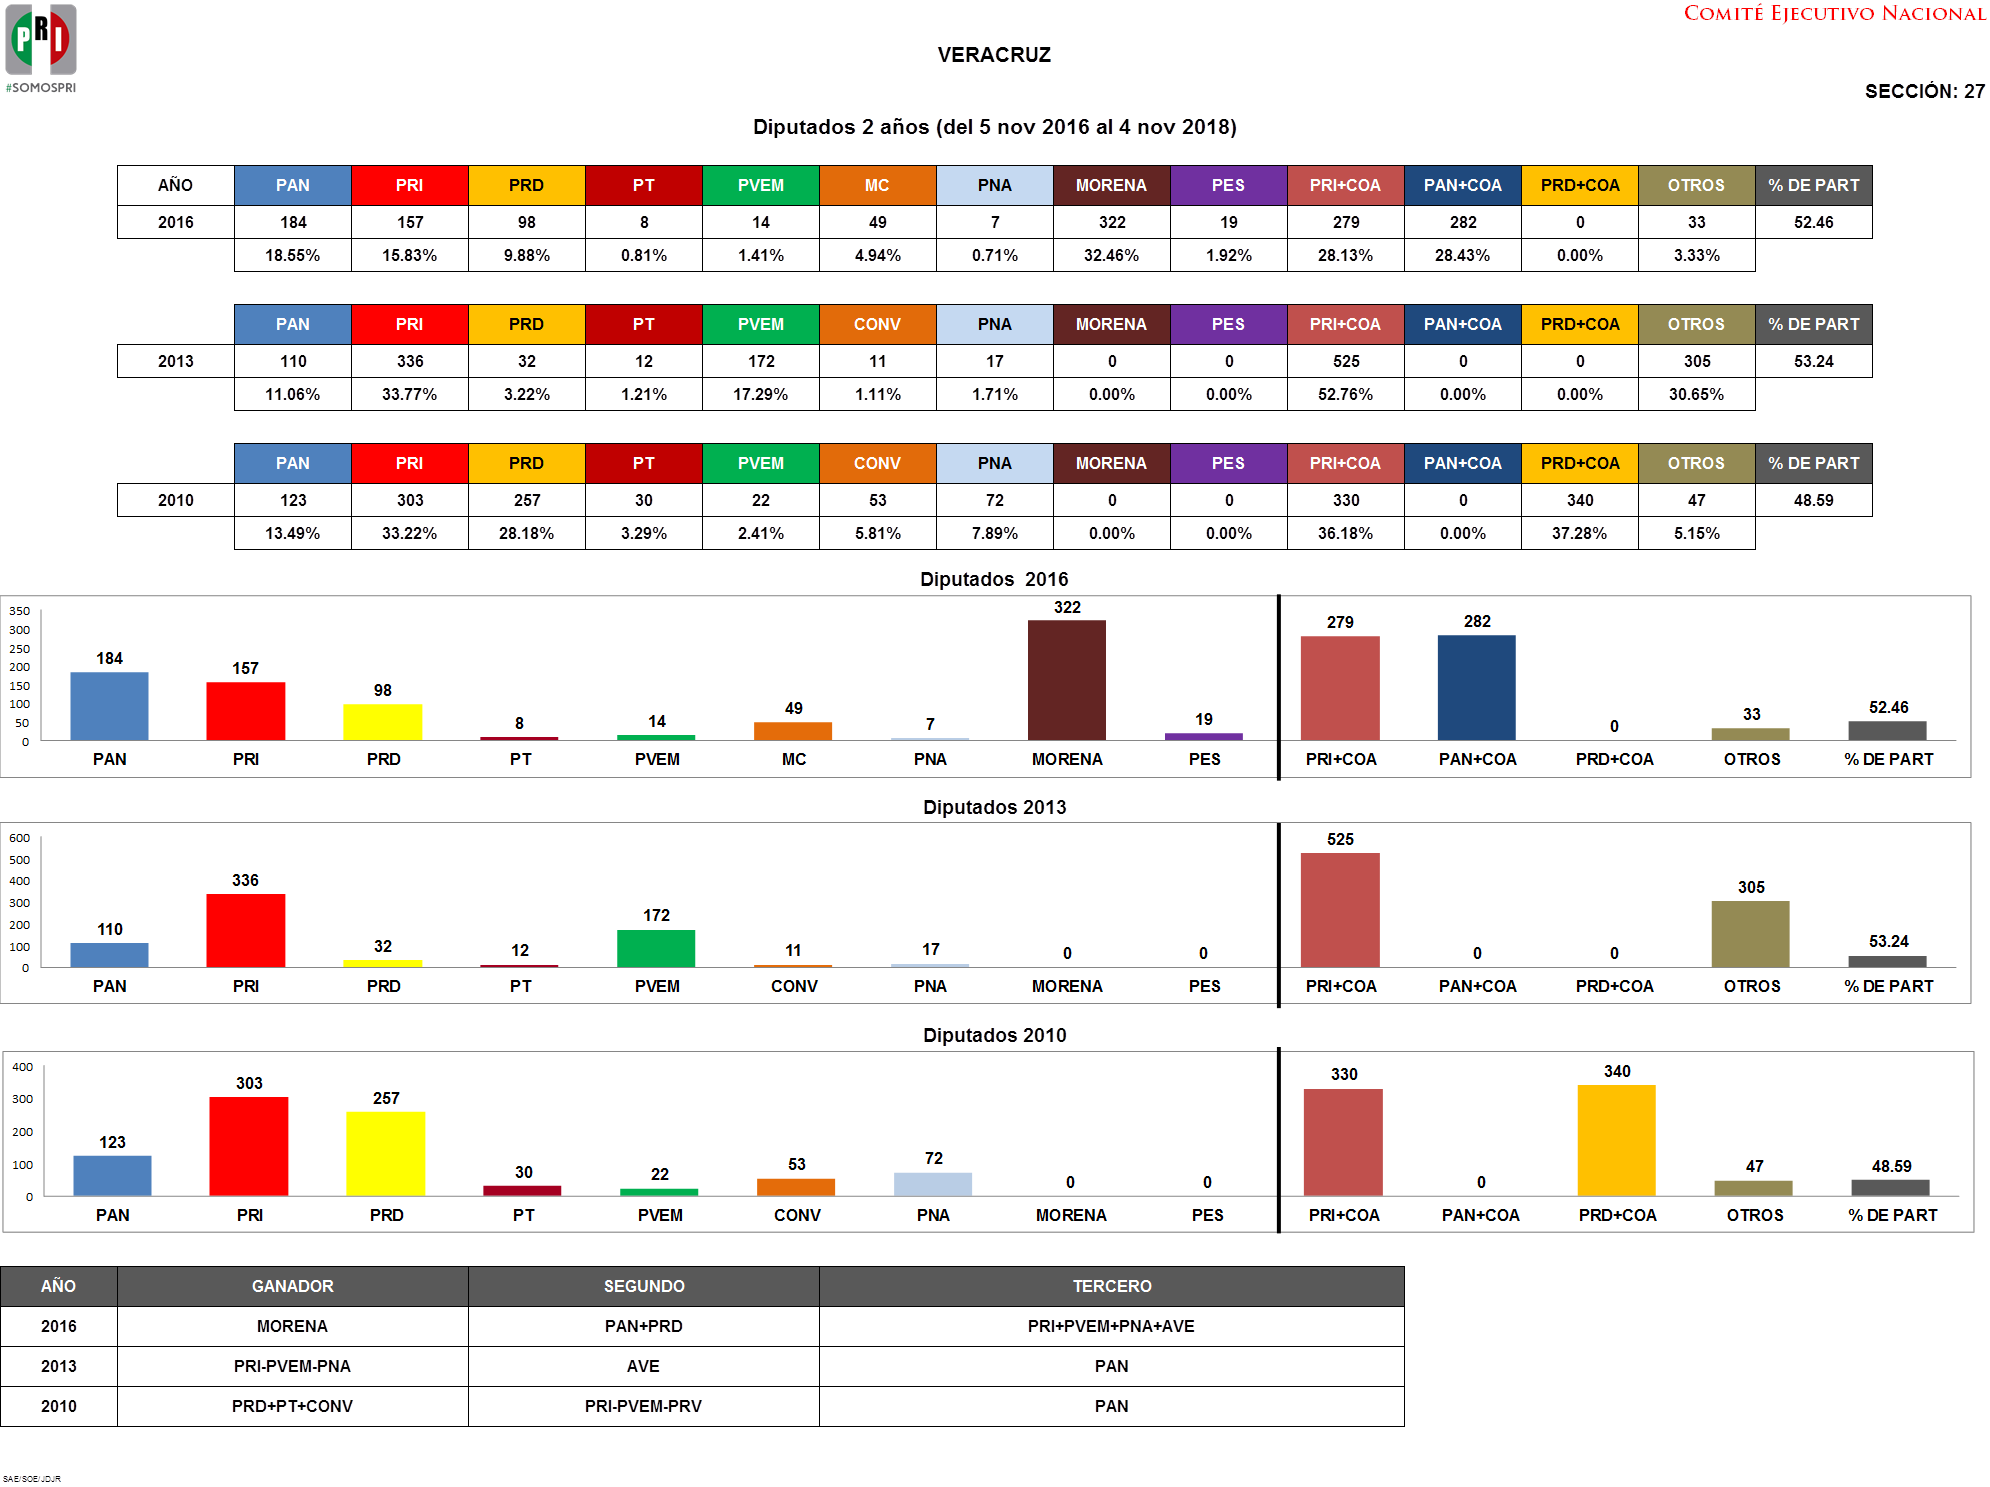 PRI
#SOMOSPRI
COMITÉ EJECUTIVO NACIONAL
VERACRUZ
SECCIÓN: 27
Diputados 2 años (del 5 nov 2016 al 4 nov 2018)
AÑO PAN PRI PRD PT PVEM MC PNA MORENA PES PRI+COA PAN+COA PRD+COA OTROS % DE PART
2016 184 157 98 8 14 49 7 322 19 279 282 0 33 52.46
18.55% 15.83% 9.88% 0.81% 1.41% 4.94% 0.71% 32.46% 1.92% 28.13% 28.43% 0.00% 3.33%
PAN PRI PRD PT PVEM CONV PNA MORENA PES PRI+COA PAN+COA PRD+COA OTROS % DE PART
2013 110 336 32 12 172 11 17 0 0 525 0 0 305 53.24
11.06% 33.77% 3.22% 1.21% 17.29% 1.11% 1.71% 0.00% 0.00% 52.76% 0.00% 0.00% 30.65%
PAN PRI PRD PT PVEM CONV PNA MORENA PES PRI+COA PAN+COA PRD+COA OTROS % DE PART
2010 123 303 257 30 22 53 72 0 0 330 0 340 47 48.59
13.49% 33.22% 28.18% 3.29% 2.41% 5.81% 7.89% 0.00% 0.00% 36.18% 0.00% 37.28% 5.15%
Diputados 2016
350
300
250
200
150
100
50
0
184 157 98 8 14 49 7 322 19 279 282 0 33 52.46
PAN PRI PRD PT PVEM MC PNA MORENA PES PRI+COA PAN+COA PRD+COA OTROS % DE PART
Diputados 2013
600
500
400
300
200
100
0
110 336 32 12 172 11 17 0 0 525 0 0 305 53.24
PAN PRI PRD PT PVEM CONV PNA MORENA PES PRI+COA PAN+COA PRD+COA OTROS % DE PART
Diputados 2010
400
300
200
100
0
123 303 257 30 22 53 72 0 0 330 0 340 47 48.59
PAN PRI PRD PT PVEM CONV PNA MORENA PES PRI+COA PAN+COA PRD+COA OTROS % DE PART
AÑO GANADOR SEGUNDO TERCERO
2016 MORENA PAN+PRD PRI+PVEM+PNA+AVE
2013 PRI-PVEM-PNA AVE PAN
2010 PRD+PT+CONV PRI-PVEM-PRV PAN
SAE/SOE/JDJR